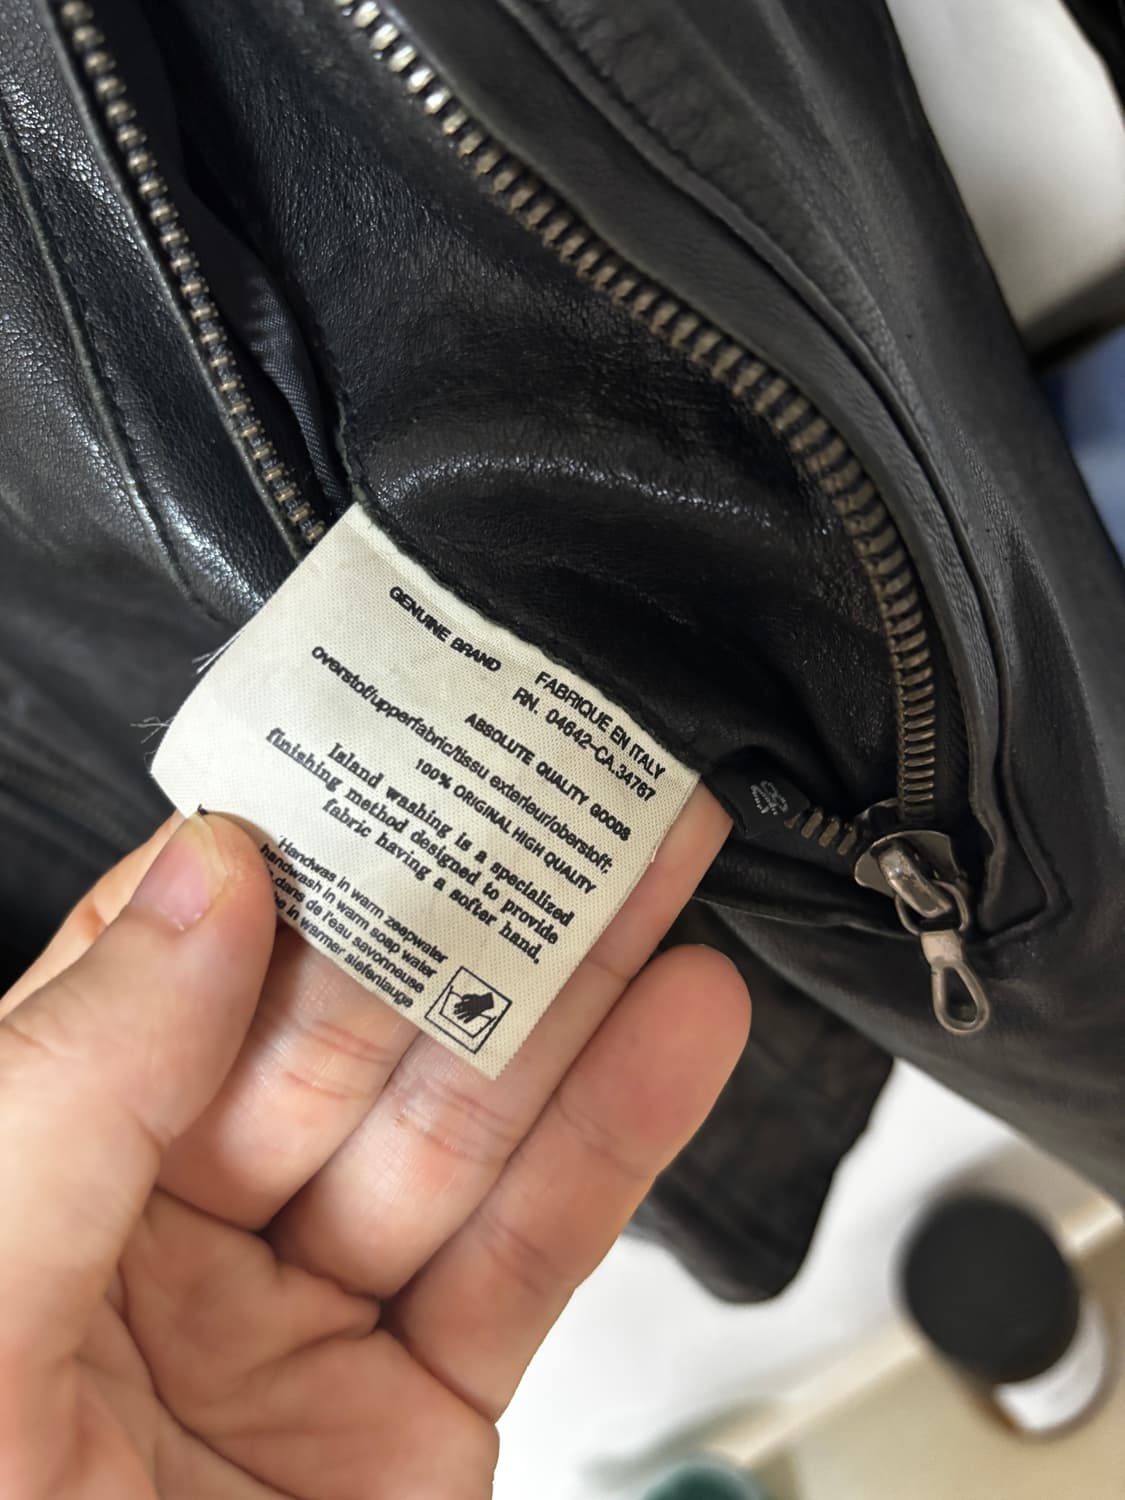 GENUINE BRAND
FABRIQUE EN ITALY
RN. 04642-CA.34767
ABSOLUTE QUALITY GOODS
overstof/upperfabric/tissu exterieur/oberstoff:
100% ORIGINAL HIGH QUALITY
Island washing is a specialized
finishing method designed to provide
fabric having a softer hand,
Handwas in warm zeepwater
handwash in warm soap water
dans de l'eau savonneuse
in warmer siefenlauge